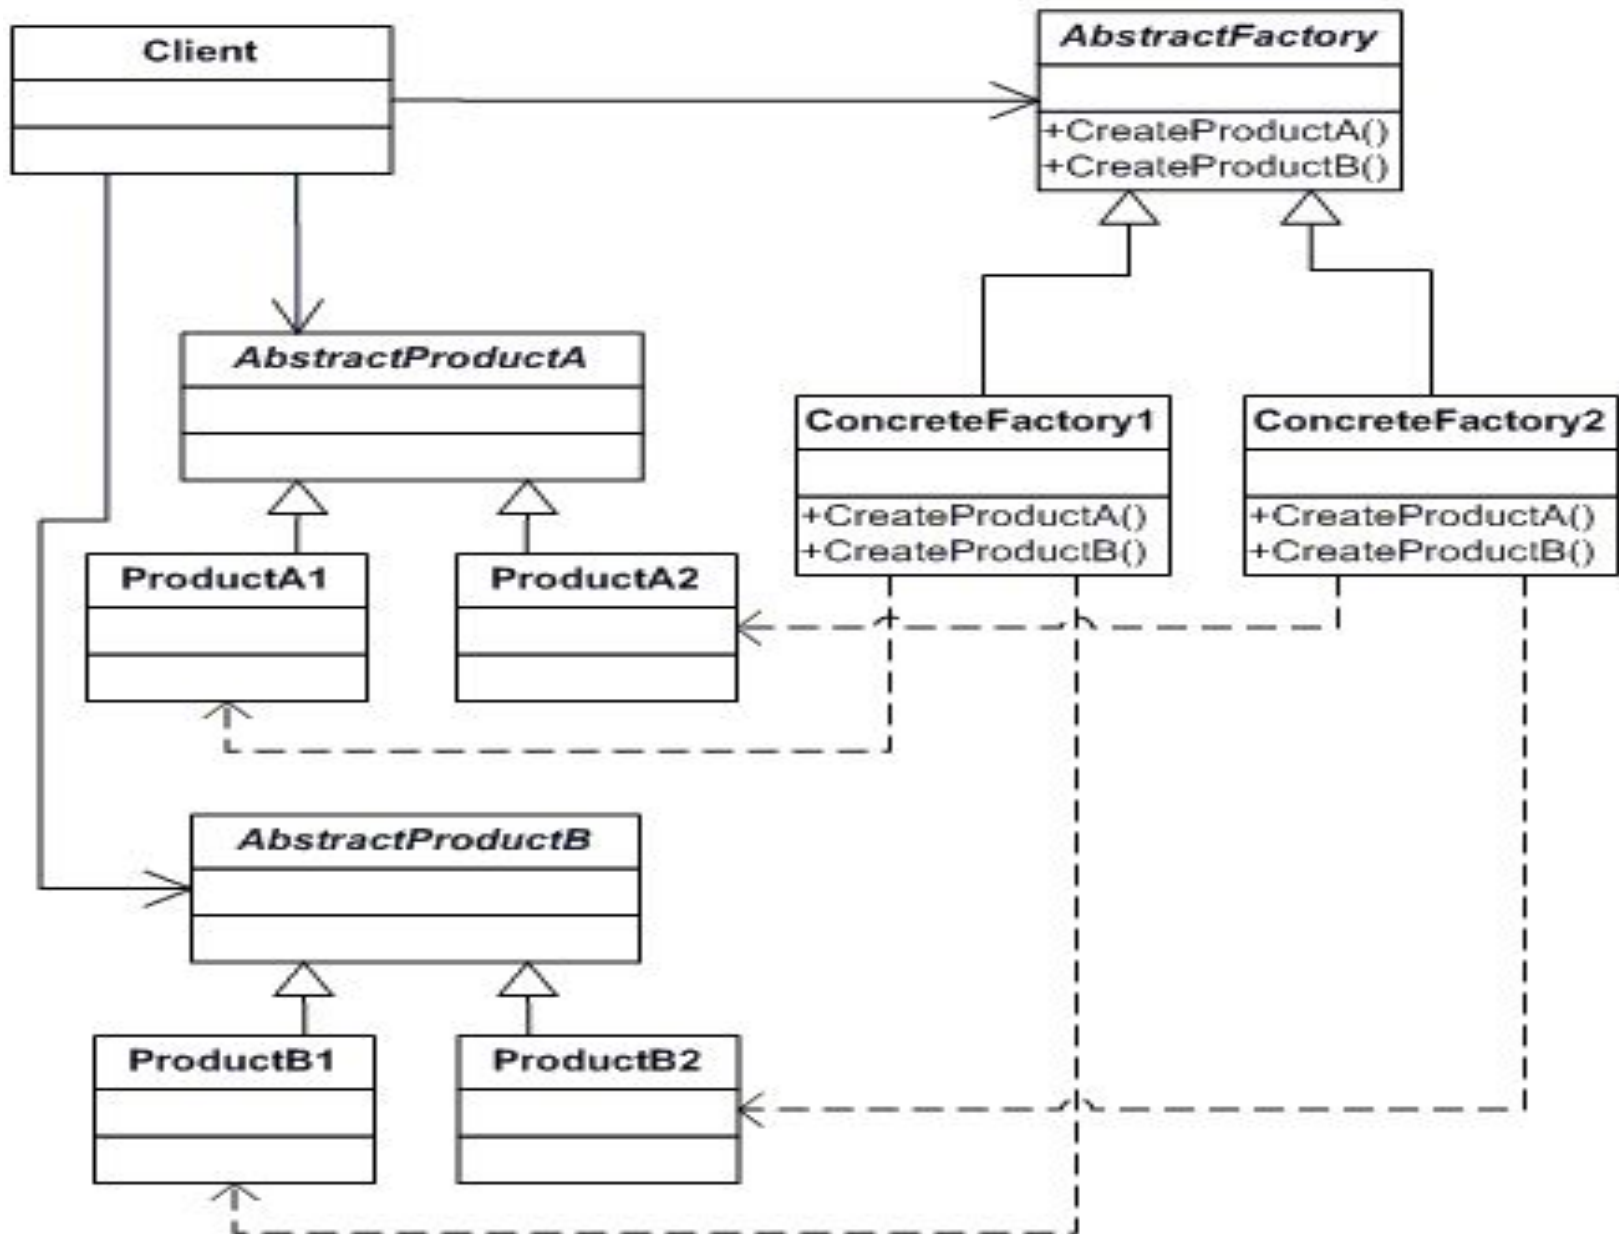 Client
AbstractFactory
+CreateProductA()
+CreateProductB()
AbstractProductA
ConcreteFactory1
+CreateProductA()
+CreateProductB()
ConcreteFactory2
+CreateProductA()
+CreateProductB()
ProductA1
ProductA2
AbstractProductB
ProductB1
ProductB2